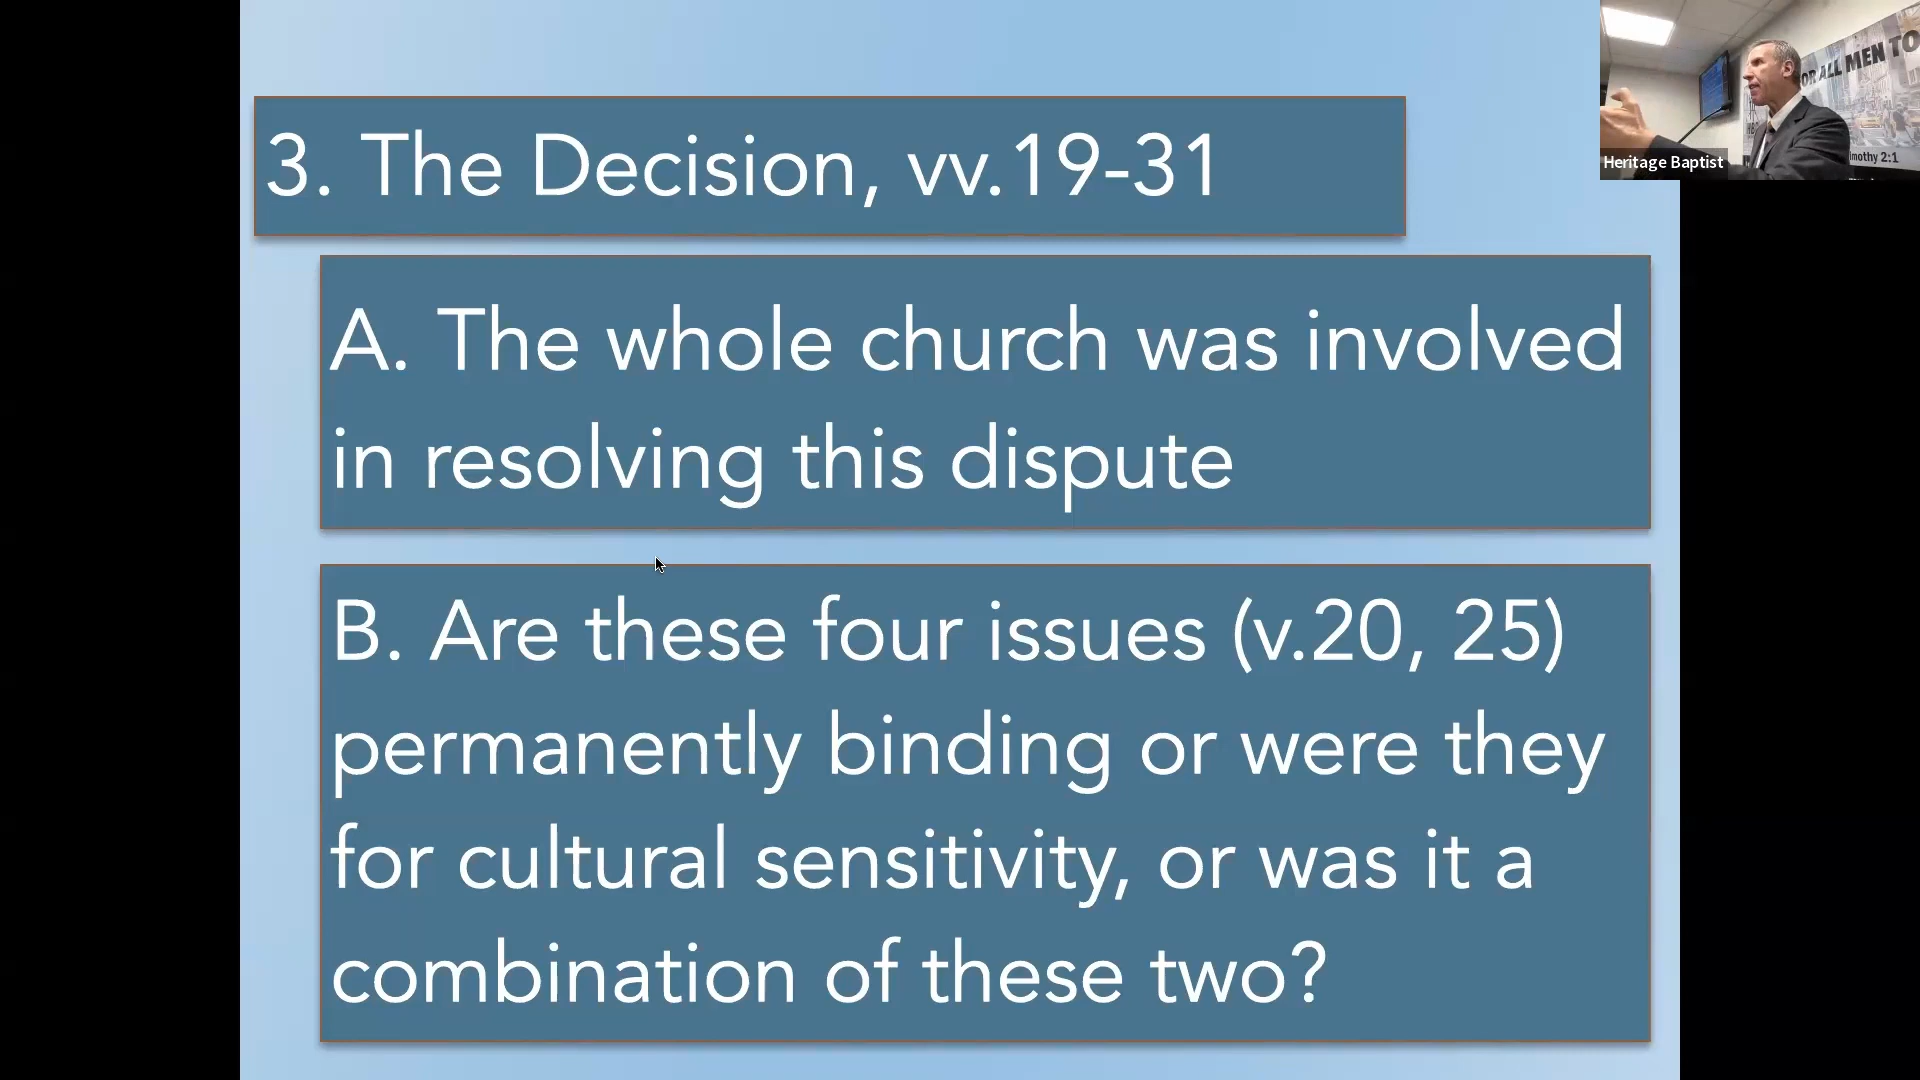 3. The Decision, vv.19-31
A. The whole church was involved
in resolving this dispute
B. Are these four issues (v.20, 25)
permanently binding or were they
for cultural sensitivity, or was it a
combination of these two?
OR ALL MEN TO
imothy 2:1
Heritage Baptist